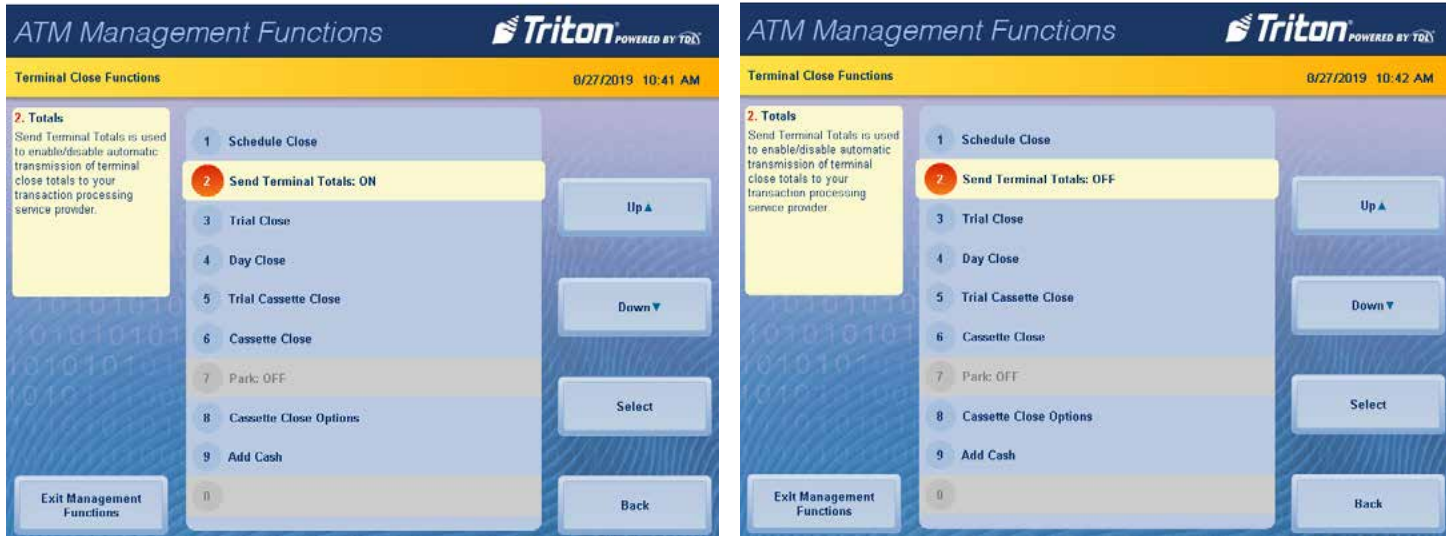 ATM Management Functions
Triton POWERED BY TDL
Terminal Close Functions
8/27/2019 10:41 AM
2. Totals
Send Terminal Totals is used
to enable/disable automatic
transmission of terminal
close totals to your
transaction processing
service provider.
1 Schedule Close
2 Send Terminal Totals: ON
3 Trial Close
4 Day Close
5 Trial Cassette Close
6 Cassette Close
7 Park: OFF
8 Cassette Close Options
9 Add Cash
0
Up
Down
Select
Back
Exit Management
Functions
ATM Management Functions
Triton POWERED BY TDL
Terminal Close Functions
8/27/2019 10:42 AM
2. Totals
Send Terminal Totals is used
to enable/disable automatic
transmission of terminal
close totals to your
transaction processing
service provider
1 Schedule Close
2 Send Terminal Totals: OFF
3 Trial Close
4 Day Close
5 Trial Cassette Close
6 Cassette Close
7 Park: OFF
8 Cassette Close Options
9 Add Cash
0
Up
Down
Select
Back
Exit Management
Functions